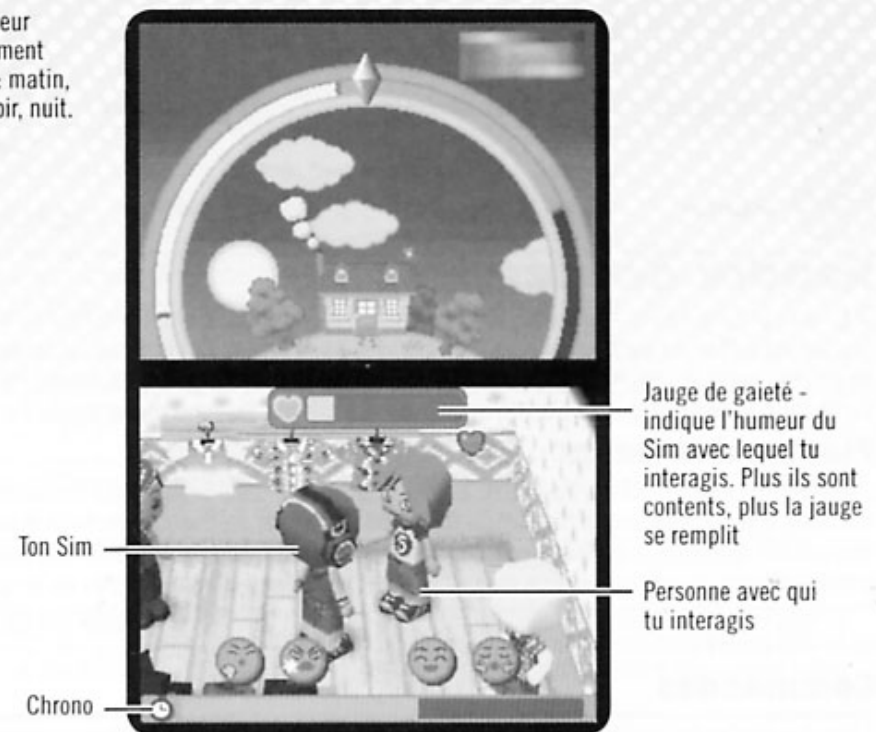 eur
ment
matin,
oir, nuit.
Jauge de gaieté -
indique l'humeur du
Sim avec lequel tu
interagis. Plus ils sont
contents, plus la jauge
se remplit
Ton Sim
Personne avec qui
tu interagis
Chrono